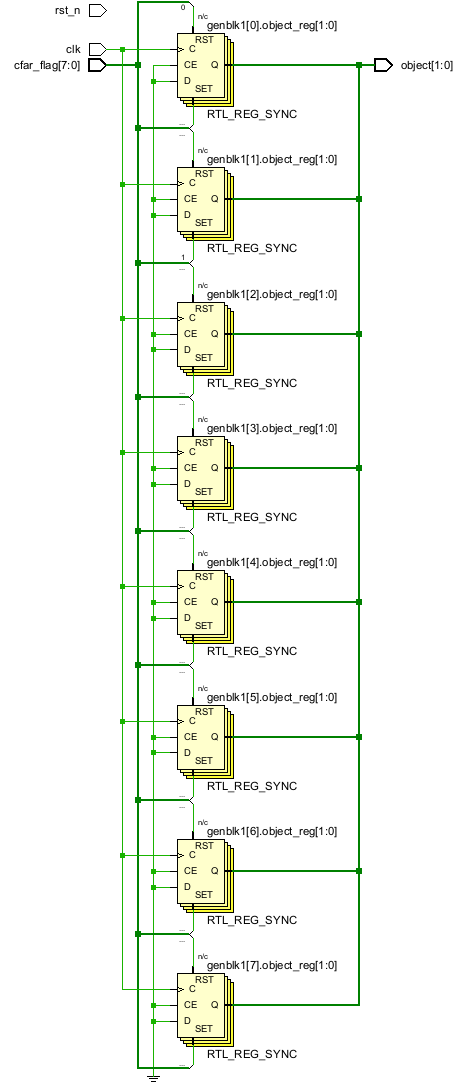 rst_n
0
n/c
genblk1[0].object_reg[1:0]
clk
RST
C
cfar_flag[7:0]
CE
Q
object[1:0]
D
SET
RTL_REG_SYNC
n/c
genblk1[1].object_reg[1:0]
RST
C
CE
Q
D
SET
RTL_REG_SYNC
1
n/c
genblk1[2].object_reg[1:0]
RST
C
CE
Q
D
SET
RTL_REG_SYNC
n/c
genblk1[3].object_reg[1:0]
RST
C
CE
Q
D
SET
RTL_REG_SYNC
n/c
genblk1[4].object_reg[1:0]
RST
C
CE
Q
D
SET
RTL_REG_SYNC
n/c
genblk1[5].object_reg[1:0]
RST
C
CE
Q
D
SET
RTL_REG_SYNC
n/c
genblk1[6].object_reg[1:0]
RST
C
CE
Q
D
SET
RTL_REG_SYNC
n/c
genblk1[7].object_reg[1:0]
RST
C
CE
Q
D
SET
RTL_REG_SYNC